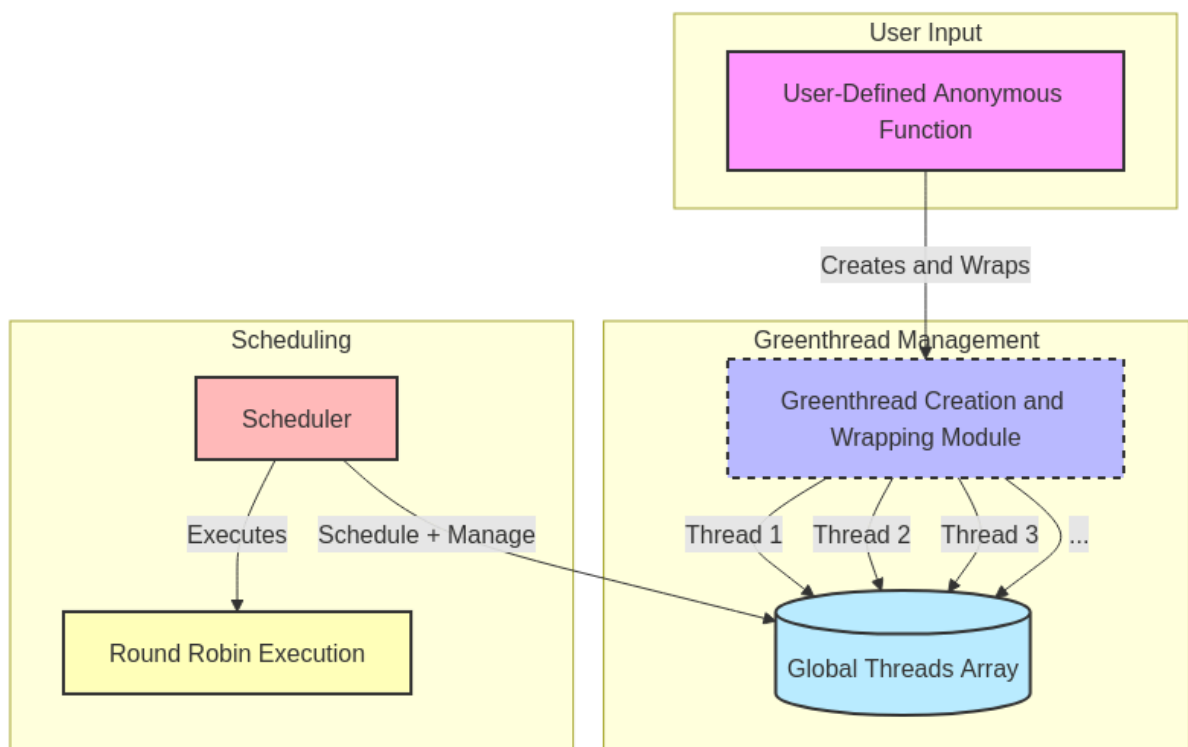 User Input
User-Defined Anonymous
Function
Creates and Wraps
Scheduling
Scheduler
Executes
Schedule + Manage
Round Robin Execution
Greenthread Management
Greenthread Creation and
Wrapping Module
Thread 1
Thread 2
Thread 3
...
Global Threads Array